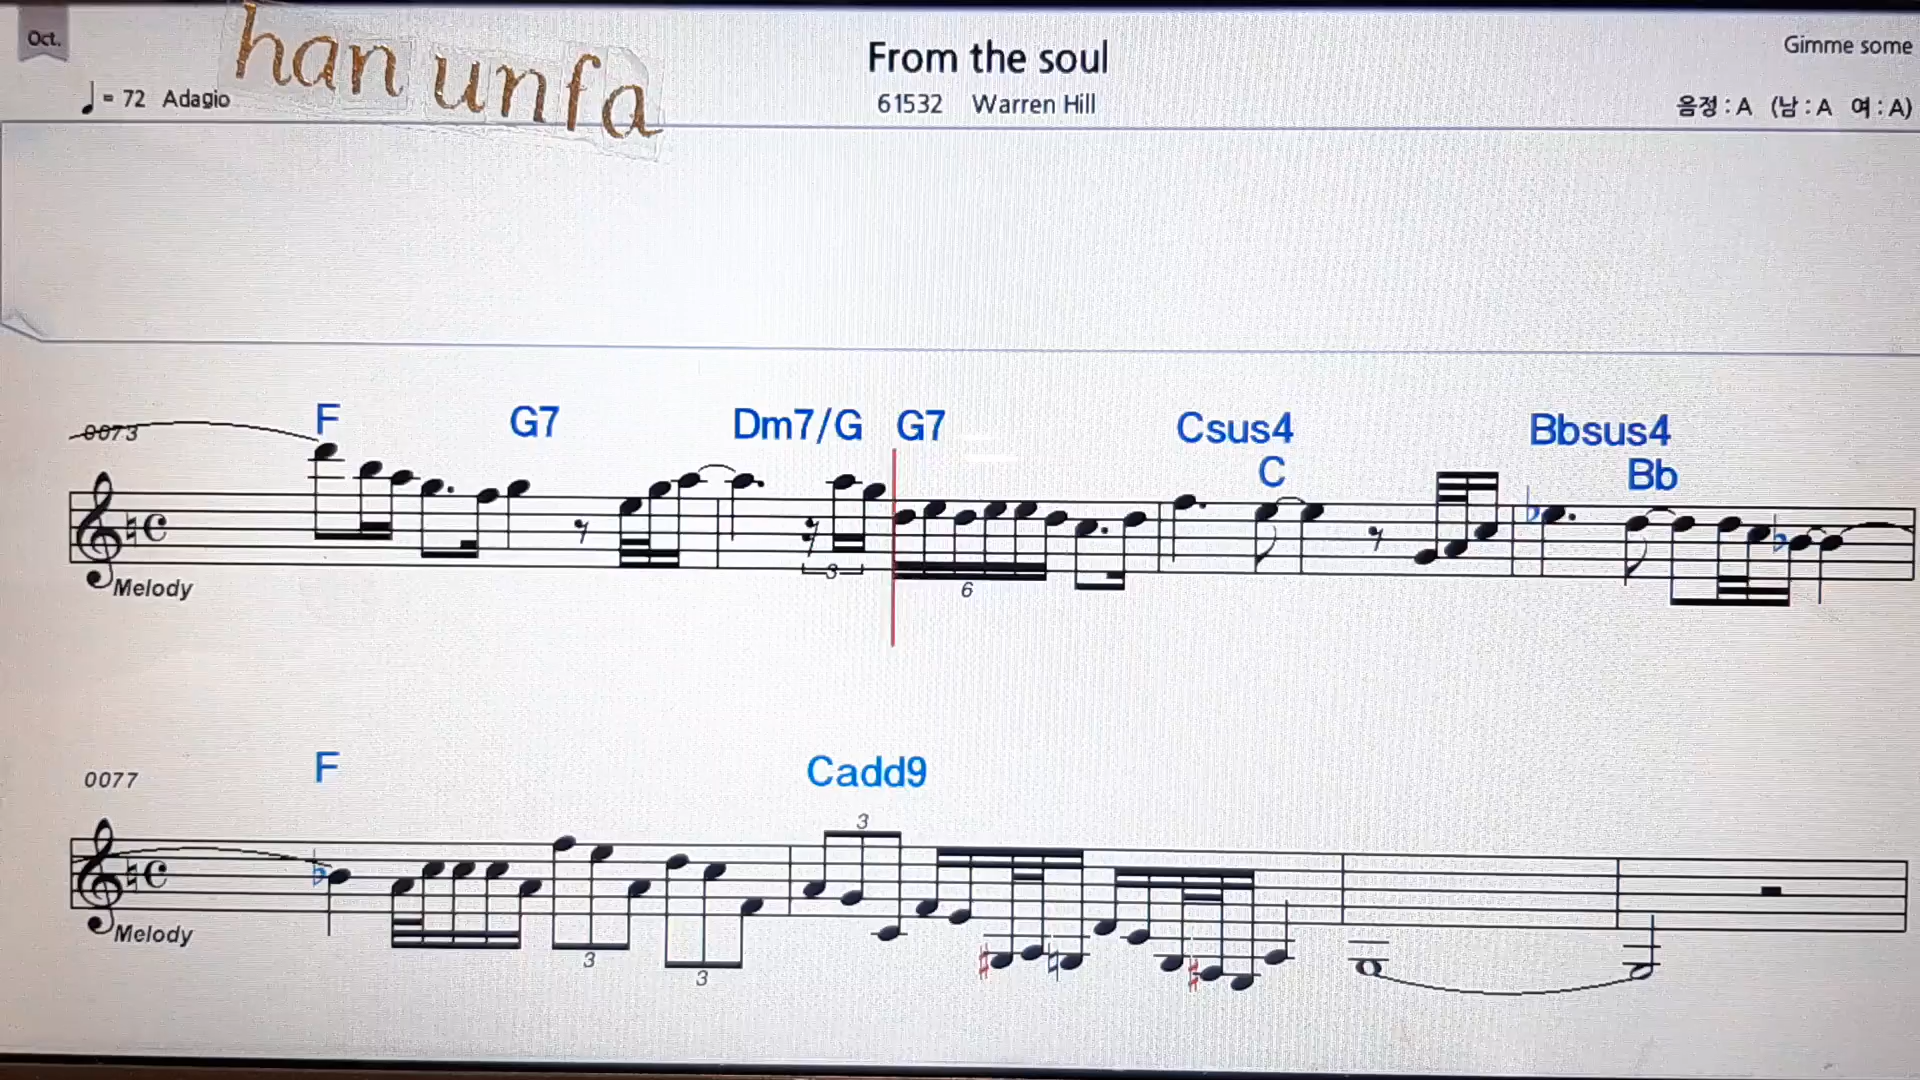 Oct.
han unfa
From the soul
Gimme some
♩ = 72 Adagio
61532 Warren Hill
음정 : A (남 : A 여 : A)
0073
F G7 Dm7/G G7 Csus4 Bbsus4
C Bb
3 6
Melody
0077
F Cadd9
3
Melody
3
3